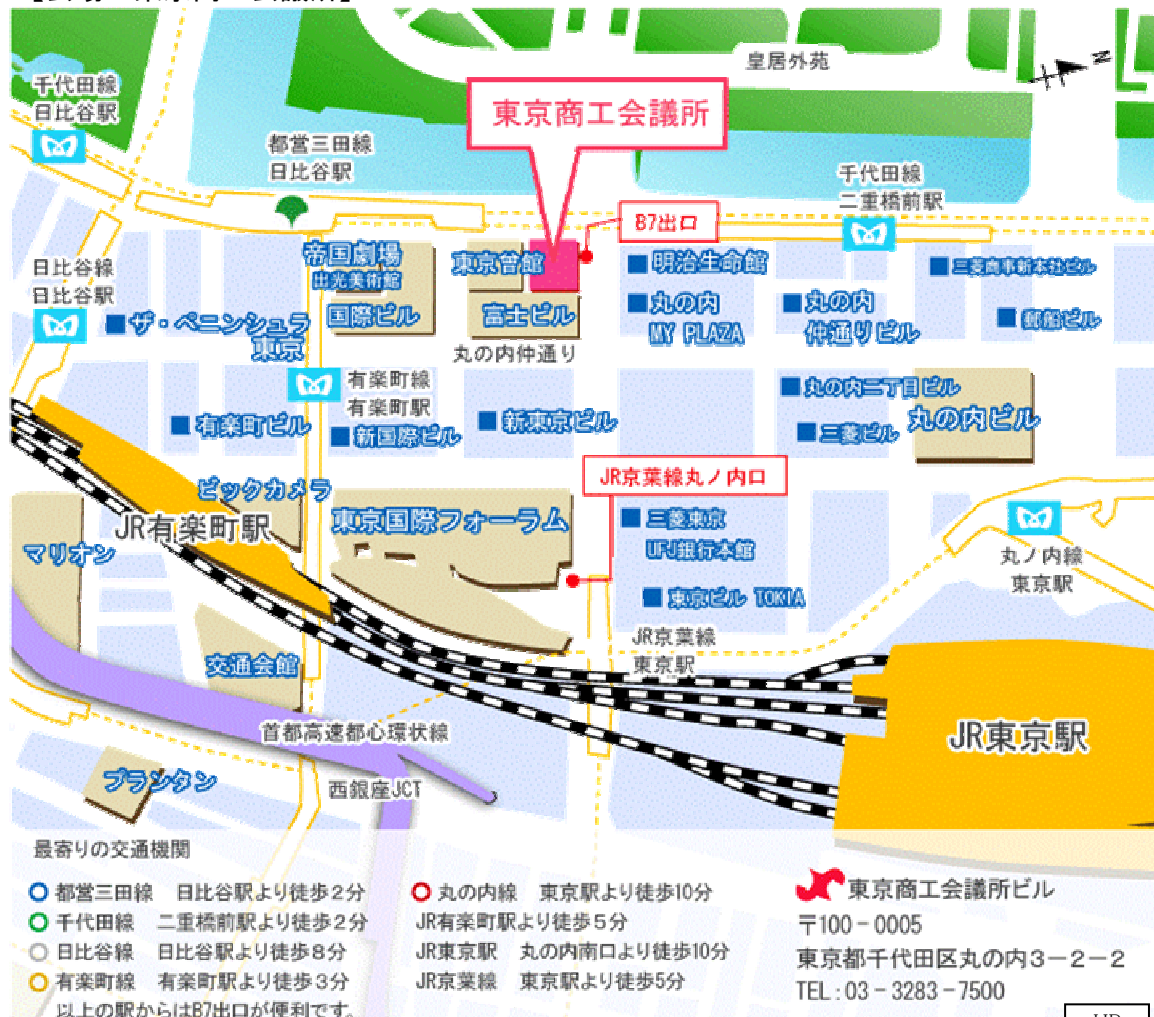 皇居外苑
N
千代田線
日比谷駅
東京商工会議所
都営三田線
日比谷駅
千代田線
二重橋前駅
B7出口
帝国劇場
出光美術館
国際ビル
東京曾館
富士ビル
明治生命館
丸の内
MY PLAZA
丸の内
仲通りビル
三菱商事新本社ビル
郵船ビル
日比谷線
日比谷駅
ザ・ペニンシュラ
東京
丸の内仲通り
有楽町線
有楽町駅
有楽町ビル
新国際ビル
新東京ビル
丸の内二丁目ビル
三菱ビル
丸の内ビル
JR京葉線丸ノ内口
ビックカメラ
JR有楽町駅
マリオン
東京国際フォーラム
三菱東京
UFJ銀行本館
東京ビル TOKIA
丸ノ内線
東京駅
JR京葉線
東京駅
交通会館
首都高速都心環状線
JR東京駅
プランタン
西銀座JCT
最寄りの交通機関
都営三田線 日比谷駅より徒歩2分
千代田線 二重橋前駅より徒歩2分
日比谷線 日比谷駅より徒歩8分
有楽町線 有楽町駅より徒歩3分
以上の駅からはB7出口が便利です。
丸の内線 東京駅より徒歩10分
JR有楽町駅より徒歩5分
JR東京駅 丸の内南口より徒歩10分
JR京葉線 東京駅より徒歩5分
東京商工会議所ビル
〒100-0005
東京都千代田区丸の内3-2-2
TEL:03-3283-7500